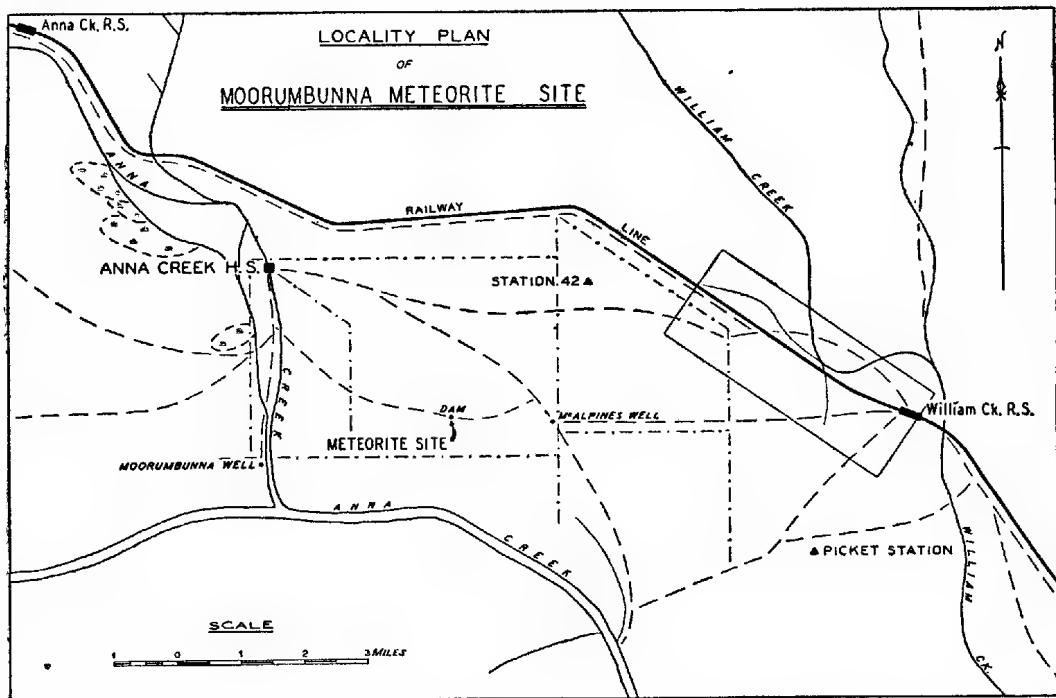 Anna Ck. R.S.
LOCALITY PLAN
OF
MOORUMBUNNA METEORITE SITE
N
WILLIAM CREEK
ANNA
RAILWAY LINE
ANNA CREEK H.S.
STATION 42
CREEK
DAM
McALPINES WELL
William Ck. R.S.
METEORITE SITE
MOORUMBUNNA WELL
ANNA CREEK
PICKET STATION
WILLIAM CK.
SCALE
1 0 1 2 3 MILES